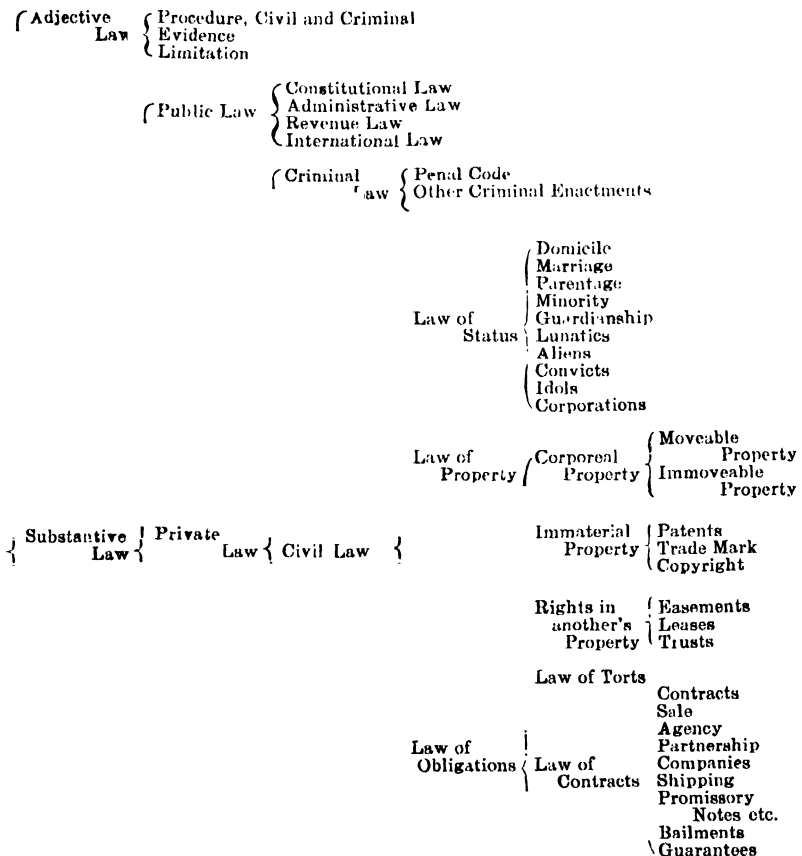 Adjective
Law
Procedure, Civil and Criminal
Evidence
Limitation
Public Law
Constitutional Law
Administrative Law
Revenue Law
International Law
Criminal
Law
Penal Code
Other Criminal Enactments
Law of
Status
Domicile
Marriage
Parentage
Minority
Guardianship
Lunatics
Aliens
Convicts
Idols
Corporations
Law of
Property
Corporeal
Property
Moveable
Property
Immoveable
Property
Substantive
Law
Private
Law
Civil Law
Immaterial
Property
Patents
Trade Mark
Copyright
Rights in
another's
Property
Easements
Leases
Trusts
Law of Torts
Law of
Obligations
Law of
Contracts
Contracts
Sale
Agency
Partnership
Companies
Shipping
Promissory
Notes etc.
Bailments
Guarantees